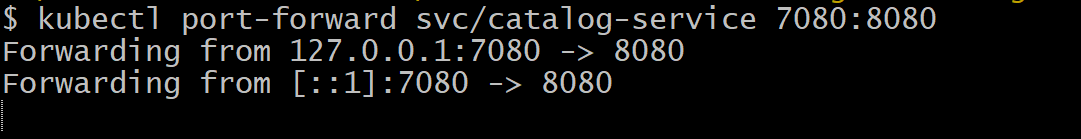 $ kubectl port-forward svc/catalog-service 7080:8080
Forwarding from 127.0.0.1:7080 -> 8080
Forwarding from [::1]:7080 -> 8080